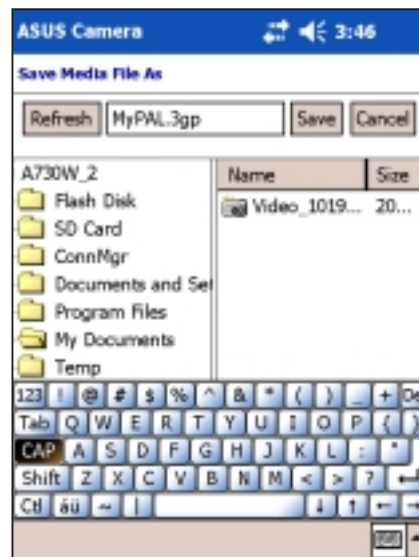 ASUS Camera 3:46
Save Media File As
Refresh MyPAL.3gp Save Cancel
A730W_2 Name Size
Flash Disk Video_1019... 20...
SD Card
ConnMgr
Documents and Set
Program Files
My Documents
Temp
123 ! @ # $ % ^ & * ( ) _ + De
Tab Q W E R T Y U I O P { }
CAP A S D F G H J K L : "
Shift Z X C V B N M < > ?
Ctl áü ~ |